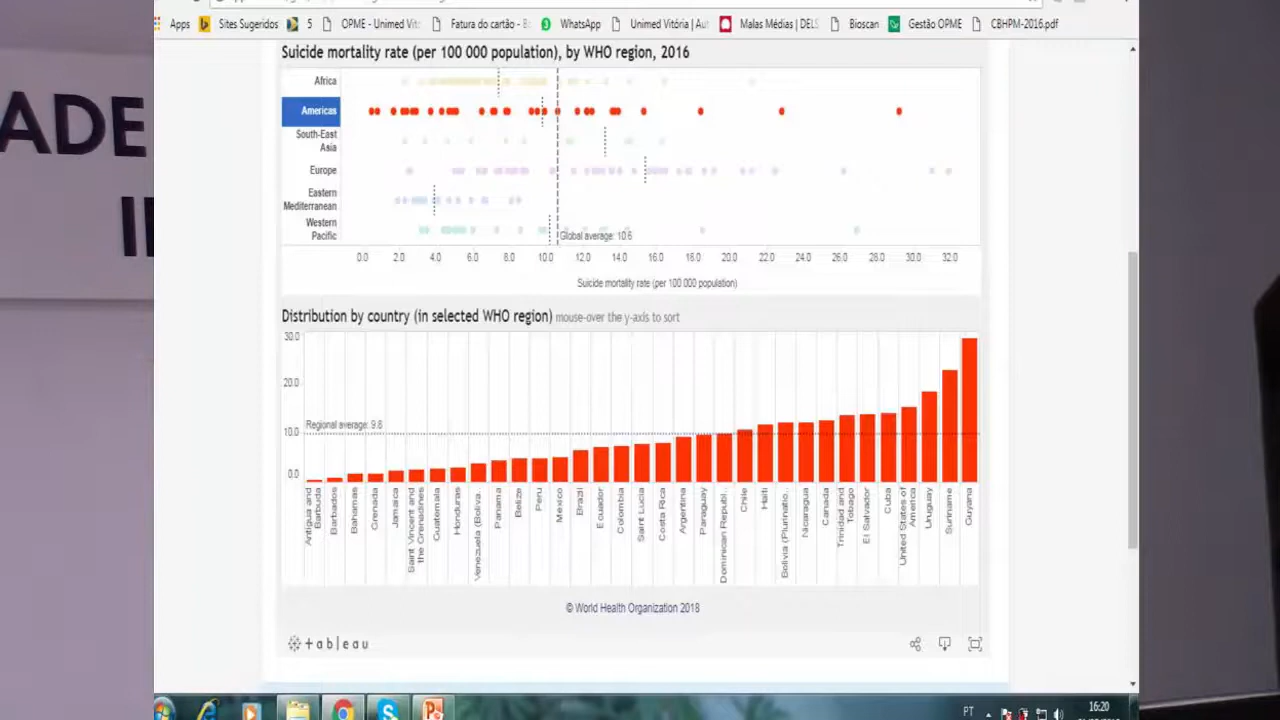 Apps Sites Sugeridos 5 OPME - Unimed Vit Fatura do cartão - B WhatsApp Unimed Vitória | Au Malas Médias | DELS Bioscan Gestão OPME CBHPM-2016.pdf
ADE
Suicide mortality rate (per 100 000 population), by WHO region, 2016
Africa
Americas
South-East
Asia
Europe
Eastern
Mediterranean
Western
Pacific
Global average: 10.6
0.0 2.0 4.0 6.0 8.0 10.0 12.0 14.0 16.0 18.0 20.0 22.0 24.0 26.0 28.0 30.0 32.0
Suicide mortality rate (per 100 000 population)
Distribution by country (in selected WHO region) mouse-over the y-axis to sort
30.0
20.0
Regional average: 9.8
10.0
0.0
Antigua and
Barbuda
Barbados
Bahamas
Grenada
Jamaica
Saint Vincent and
the Grenadines
Guatemala
Honduras
Venezuela (Boliva..
Panama
Belize
Peru
Mexico
Brazil
Ecuador
Colombia
Saint Lucia
Costa Rica
Argentina
Paraguay
Dominican Republ..
Chile
Haiti
Bolivia (Plurinatio..
Nicaragua
Canada
Trinidad and
Tobago
El Salvador
Cuba
United States of
America
Uruguay
Suriname
Guyana
© World Health Organization 2018
+ableau
PT 16:20